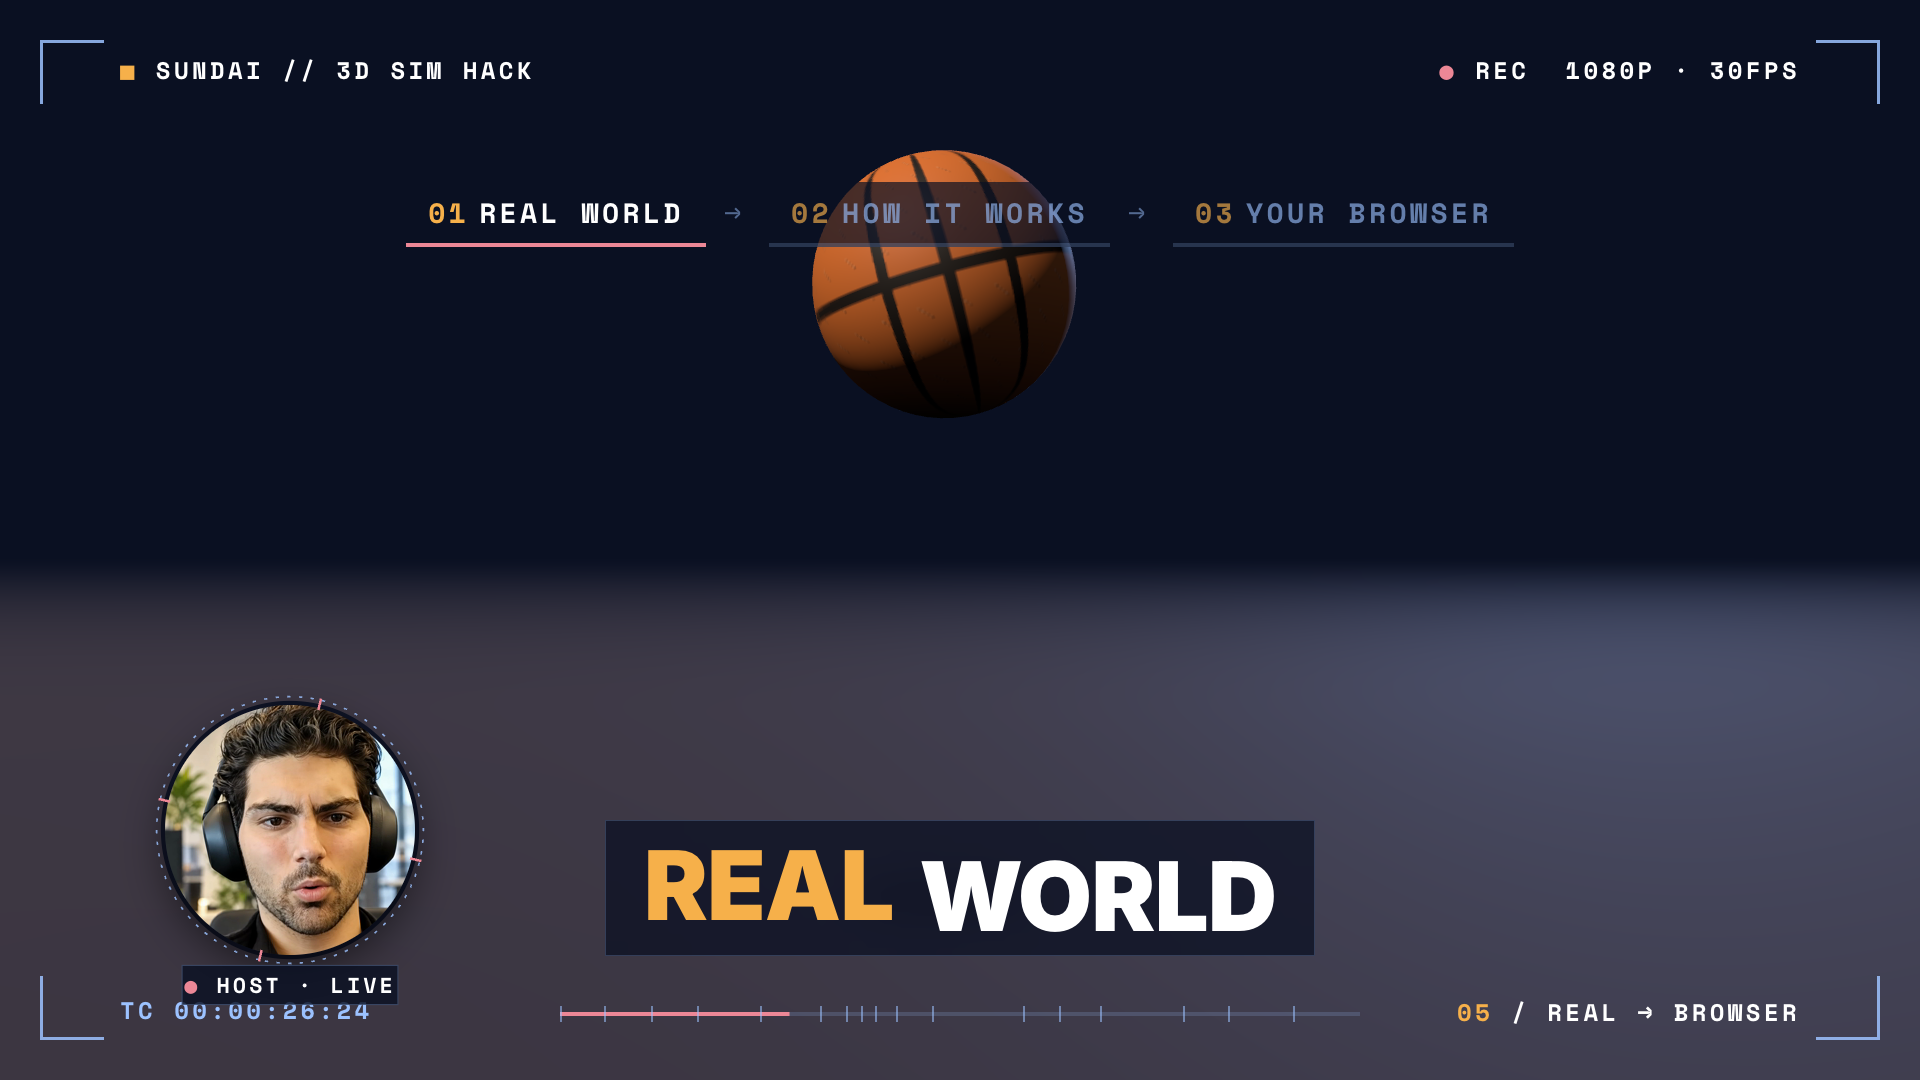 SUNDAI // 3D SIM HACK
REC 1080P · 30FPS
01 REAL WORLD → 02 HOW IT WORKS → 03 YOUR BROWSER
REAL WORLD
HOST · LIVE
TC 00:00:26:24
05 / REAL → BROWSER